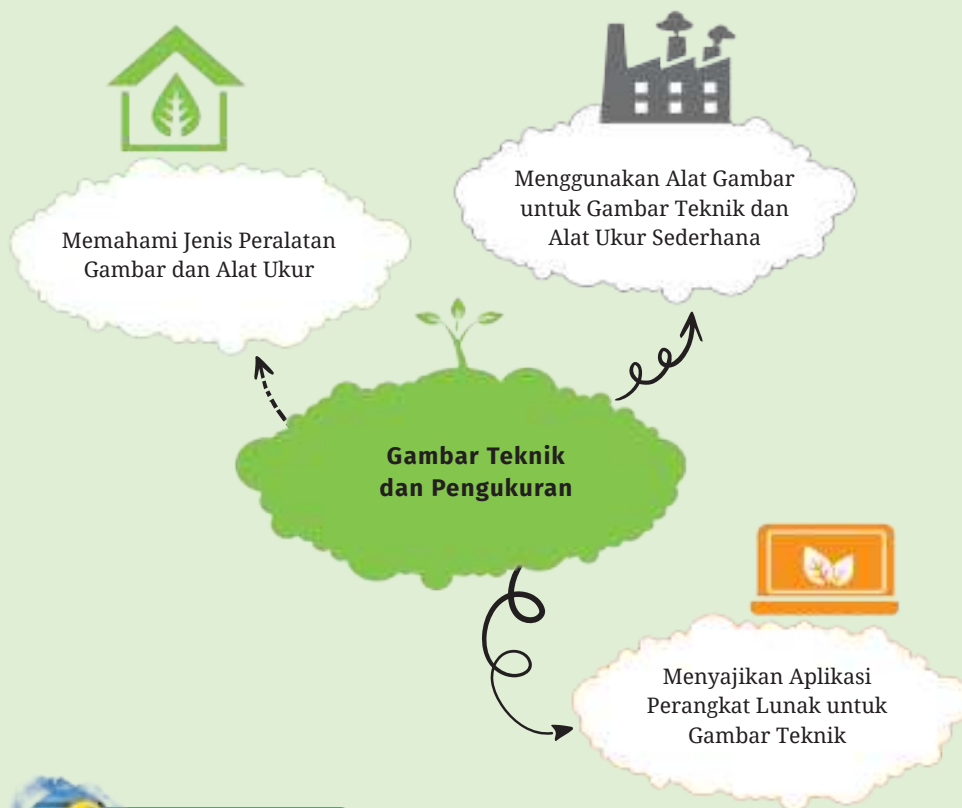 Memahami Jenis Peralatan
Gambar dan Alat Ukur
Menggunakan Alat Gambar
untuk Gambar Teknik dan
Alat Ukur Sederhana
Gambar Teknik
dan Pengukuran
Menyajikan Aplikasi
Perangkat Lunak untuk
Gambar Teknik